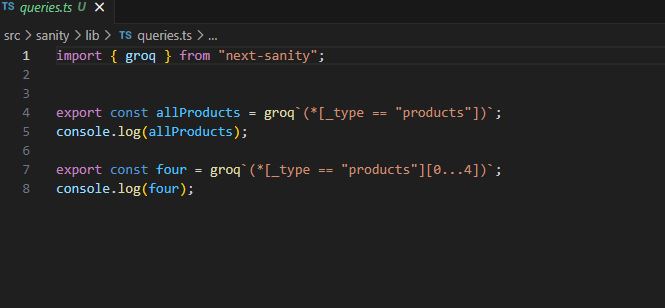 TS queries.ts U ×
src > sanity > lib > TS queries.ts > ...
1 import { groq } from "next-sanity";
2
3
4 export const allProducts = groq`(*[_type == "products"])`;
5 console.log(allProducts);
6
7 export const four = groq`(*[_type == "products"][0...4])`;
8 console.log(four);